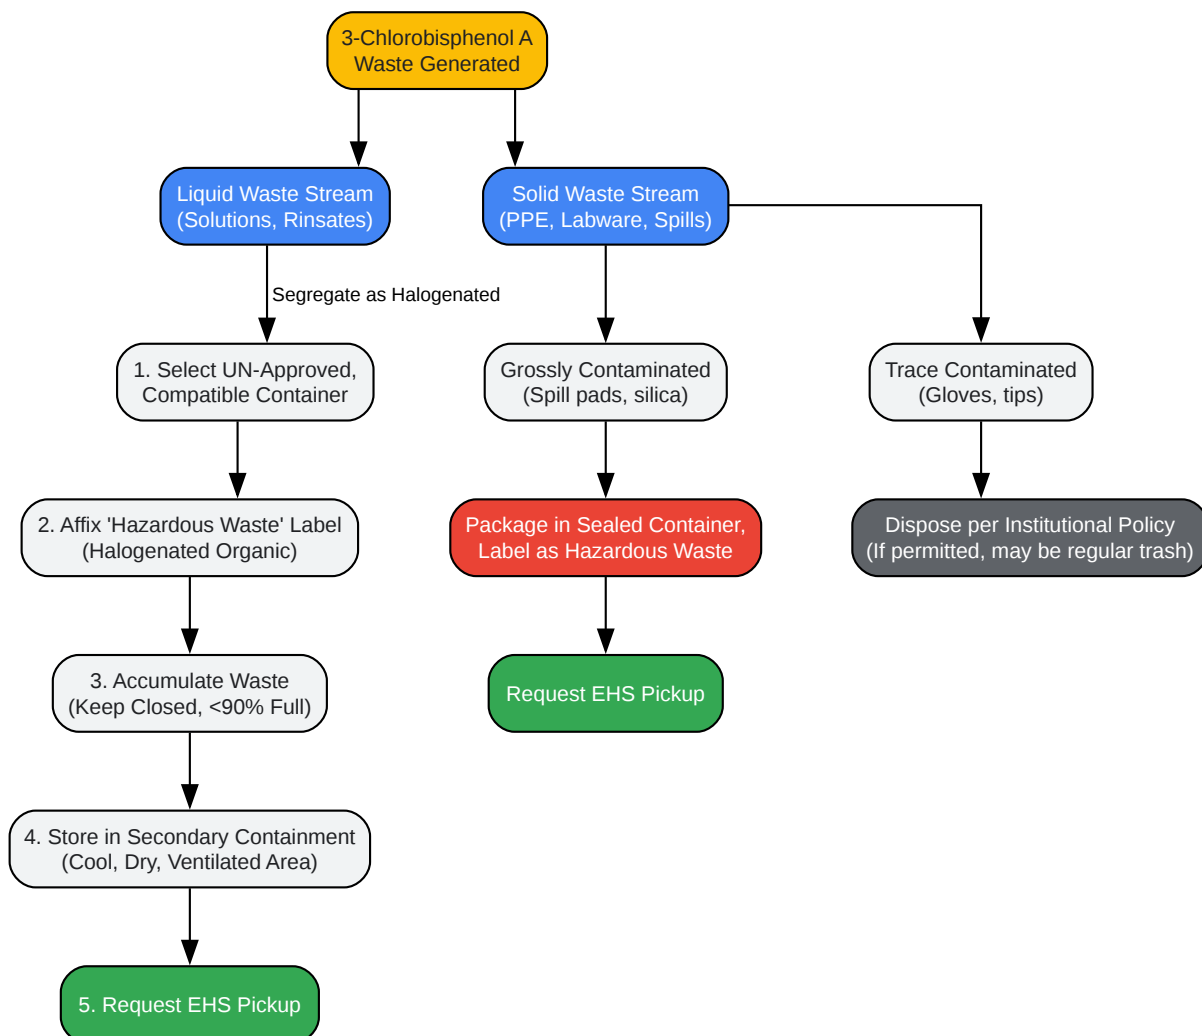 3-Chlorobisphenol A
Waste Generated
Liquid Waste Stream
(Solutions, Rinsates)
Solid Waste Stream
(PPE, Labware, Spills)
Segregate as Halogenated
1. Select UN-Approved,
Compatible Container
Grossly Contaminated
(Spill pads, silica)
Trace Contaminated
(Gloves, tips)
2. Affix 'Hazardous Waste' Label
(Halogenated Organic)
Package in Sealed Container,
Label as Hazardous Waste
Dispose per Institutional Policy
(If permitted, may be regular trash)
3. Accumulate Waste
(Keep Closed, <90% Full)
Request EHS Pickup
4. Store in Secondary Containment
(Cool, Dry, Ventilated Area)
5. Request EHS Pickup